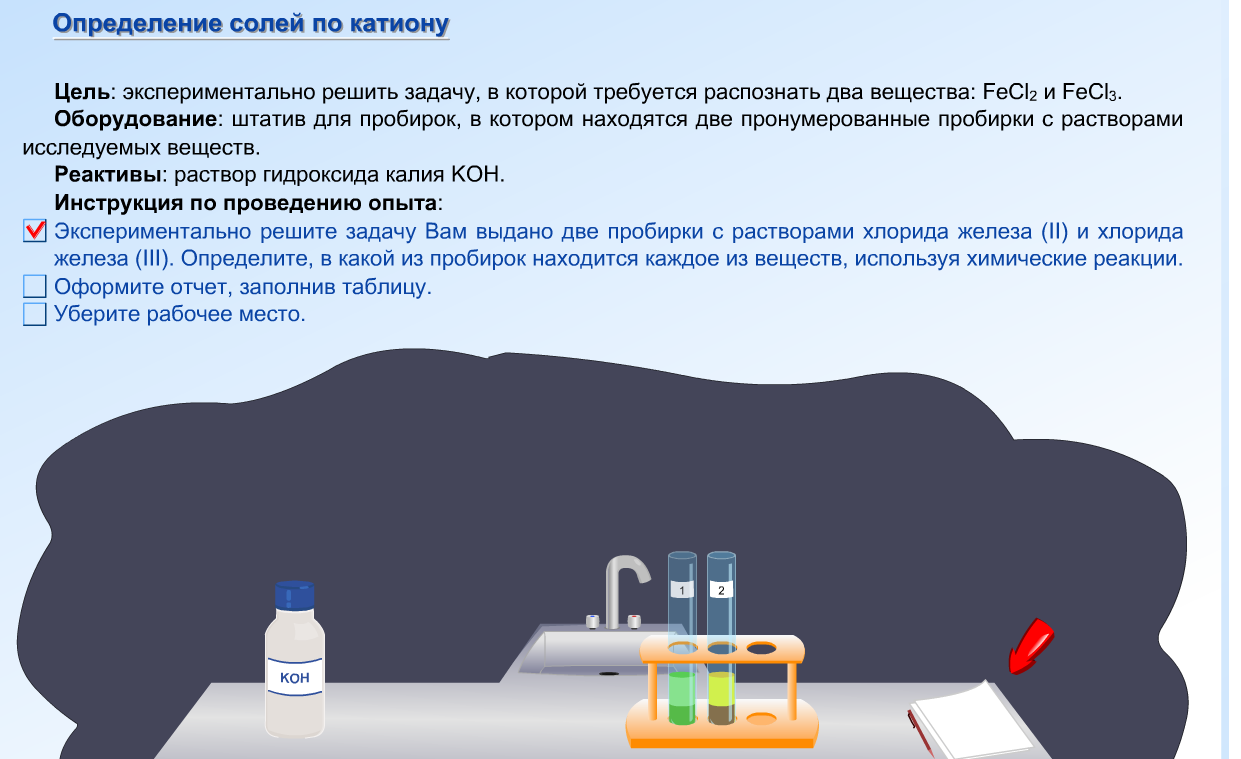 Определение солей по катиону
Цель: экспериментально решить задачу, в которой требуется распознать два вещества: FeCl₂ и FeCl₃.
Оборудование: штатив для пробирок, в котором находятся две пронумерованные пробирки с растворами
исследуемых веществ.
Реактивы: раствор гидроксида калия KOH.
Инструкция по проведению опыта:
Экспериментально решите задачу Вам выдано две пробирки с растворами хлорида железа (II) и хлорида
железа (III). Определите, в какой из пробирок находится каждое из веществ, используя химические реакции.
Оформите отчет, заполнив таблицу.
Уберите рабочее место.
1 2
KOH